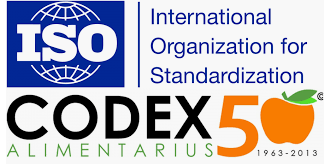 ISO
International
Organization for
Standardization
CODEX 50 ©
ALIMENTARIUS 1963-2013